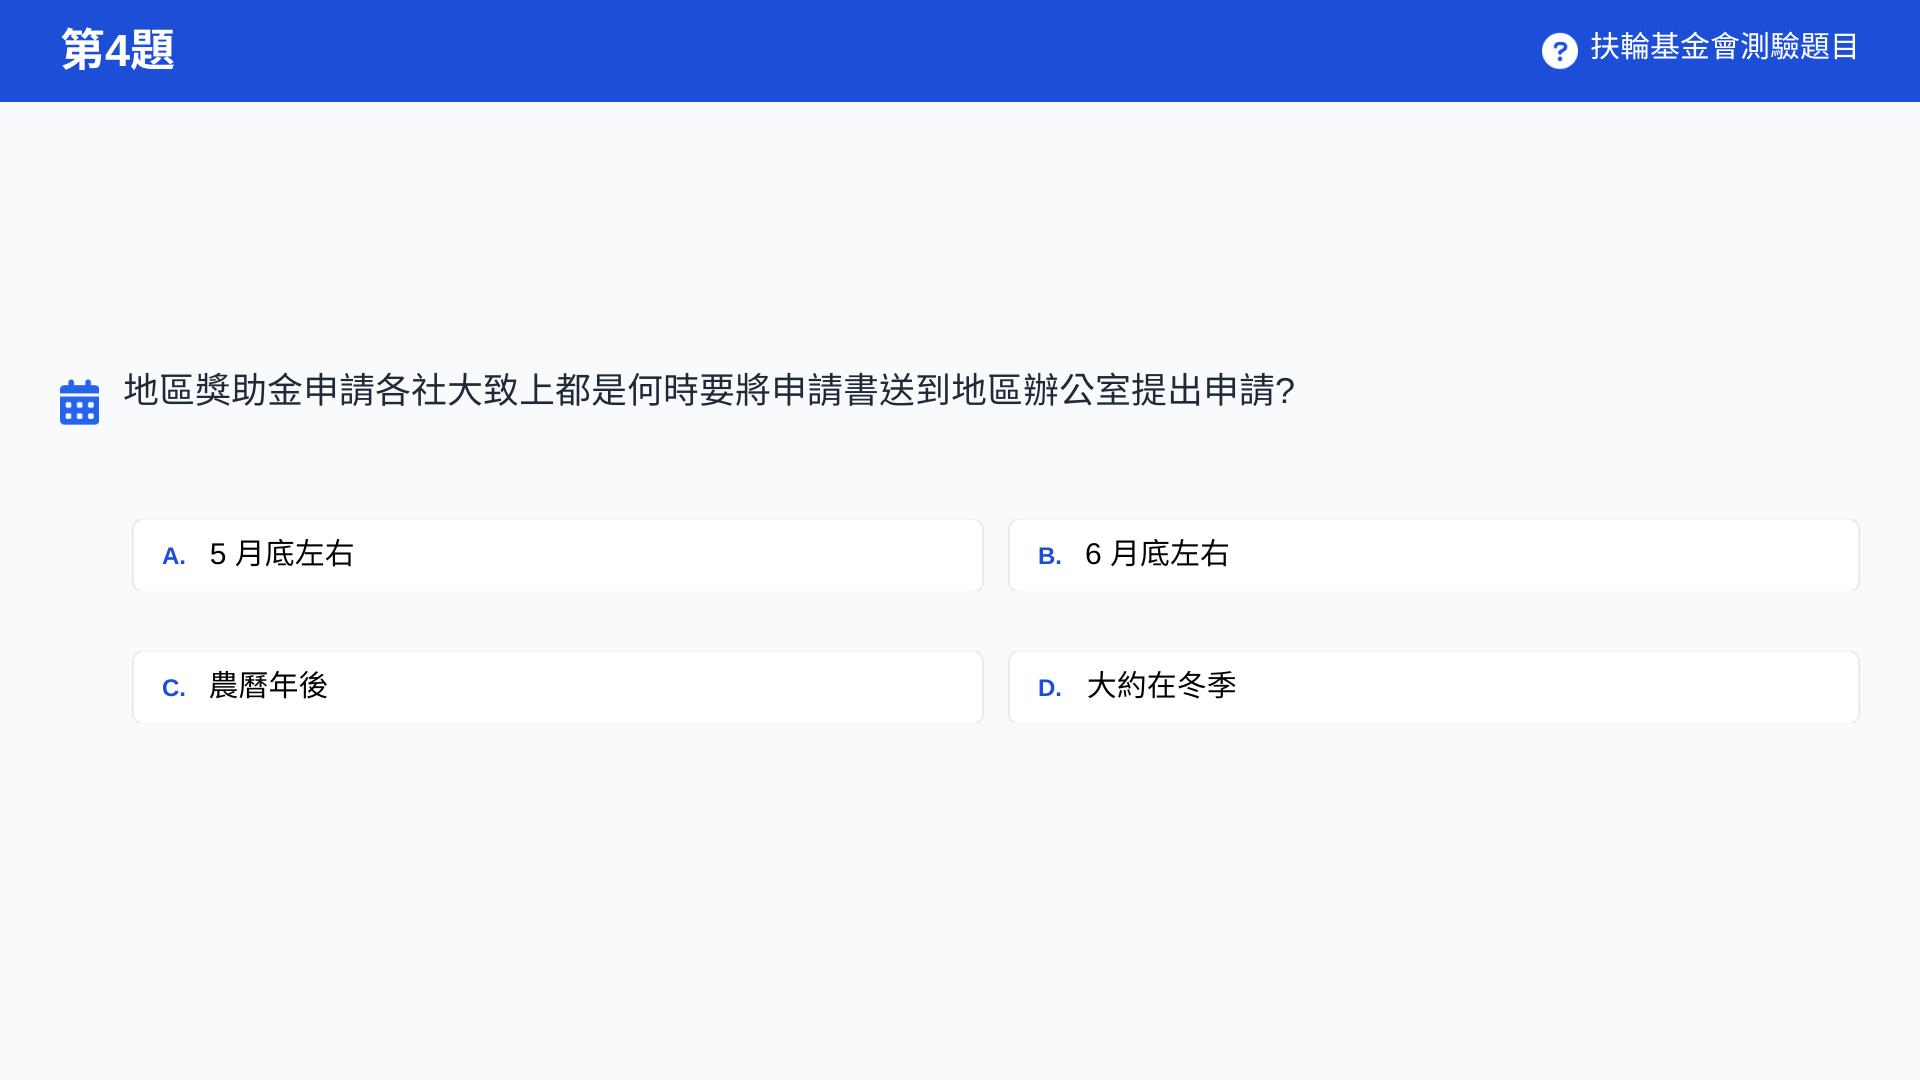 第4題
扶輪基金會測驗題目
地區獎助金申請各社大致上都是何時要將申請書送到地區辦公室提出申請?
A. 5 月底左右
B. 6 月底左右
C. 農曆年後
D. 大約在冬季